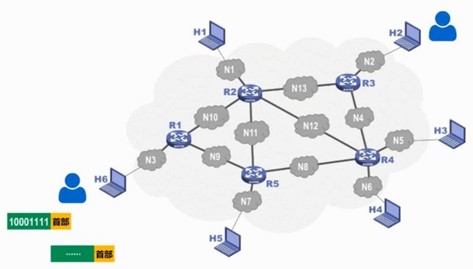 H1
H2
N1
N2
R2
N13
R3
N10
N4
R1
N11
N12
N5
H3
N3
N9
N8
R4
H6
R5
N6
N7
H4
10001111 首部
H5
...... 首部